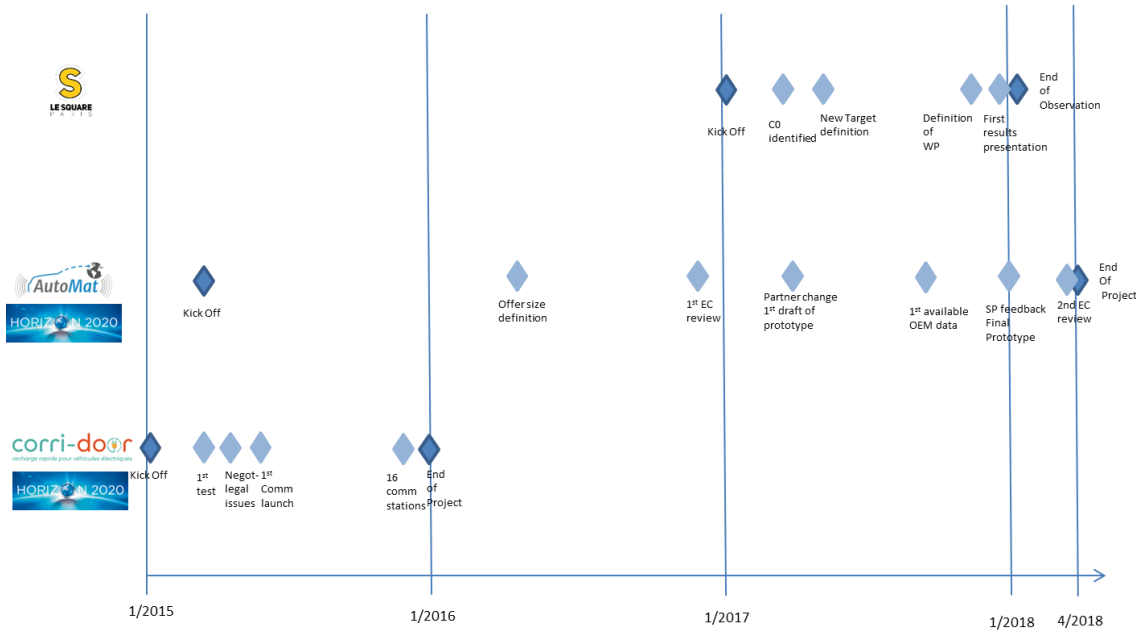 S
LE SQUARE
PARIS
Kick Off
C0
identified
New Target
definition
Definition
of
WP
First
results
presentation
End
of
Observation
AutoMat
HORIZON 2020
Kick Off
Offer size
definition
1st EC
review
Partner change
1st draft of
prototype
1st available
OEM data
SP feedback
Final
Prototype
2nd EC
review
End
Of
Project
corri-door
recharge rapide pour véhicules électriques
HORIZON 2020
Kick Off
1st
test
Negot-
legal
issues
1st
Comm
launch
16
comm
stations
End
of
Project
1/2015
1/2016
1/2017
1/2018
4/2018